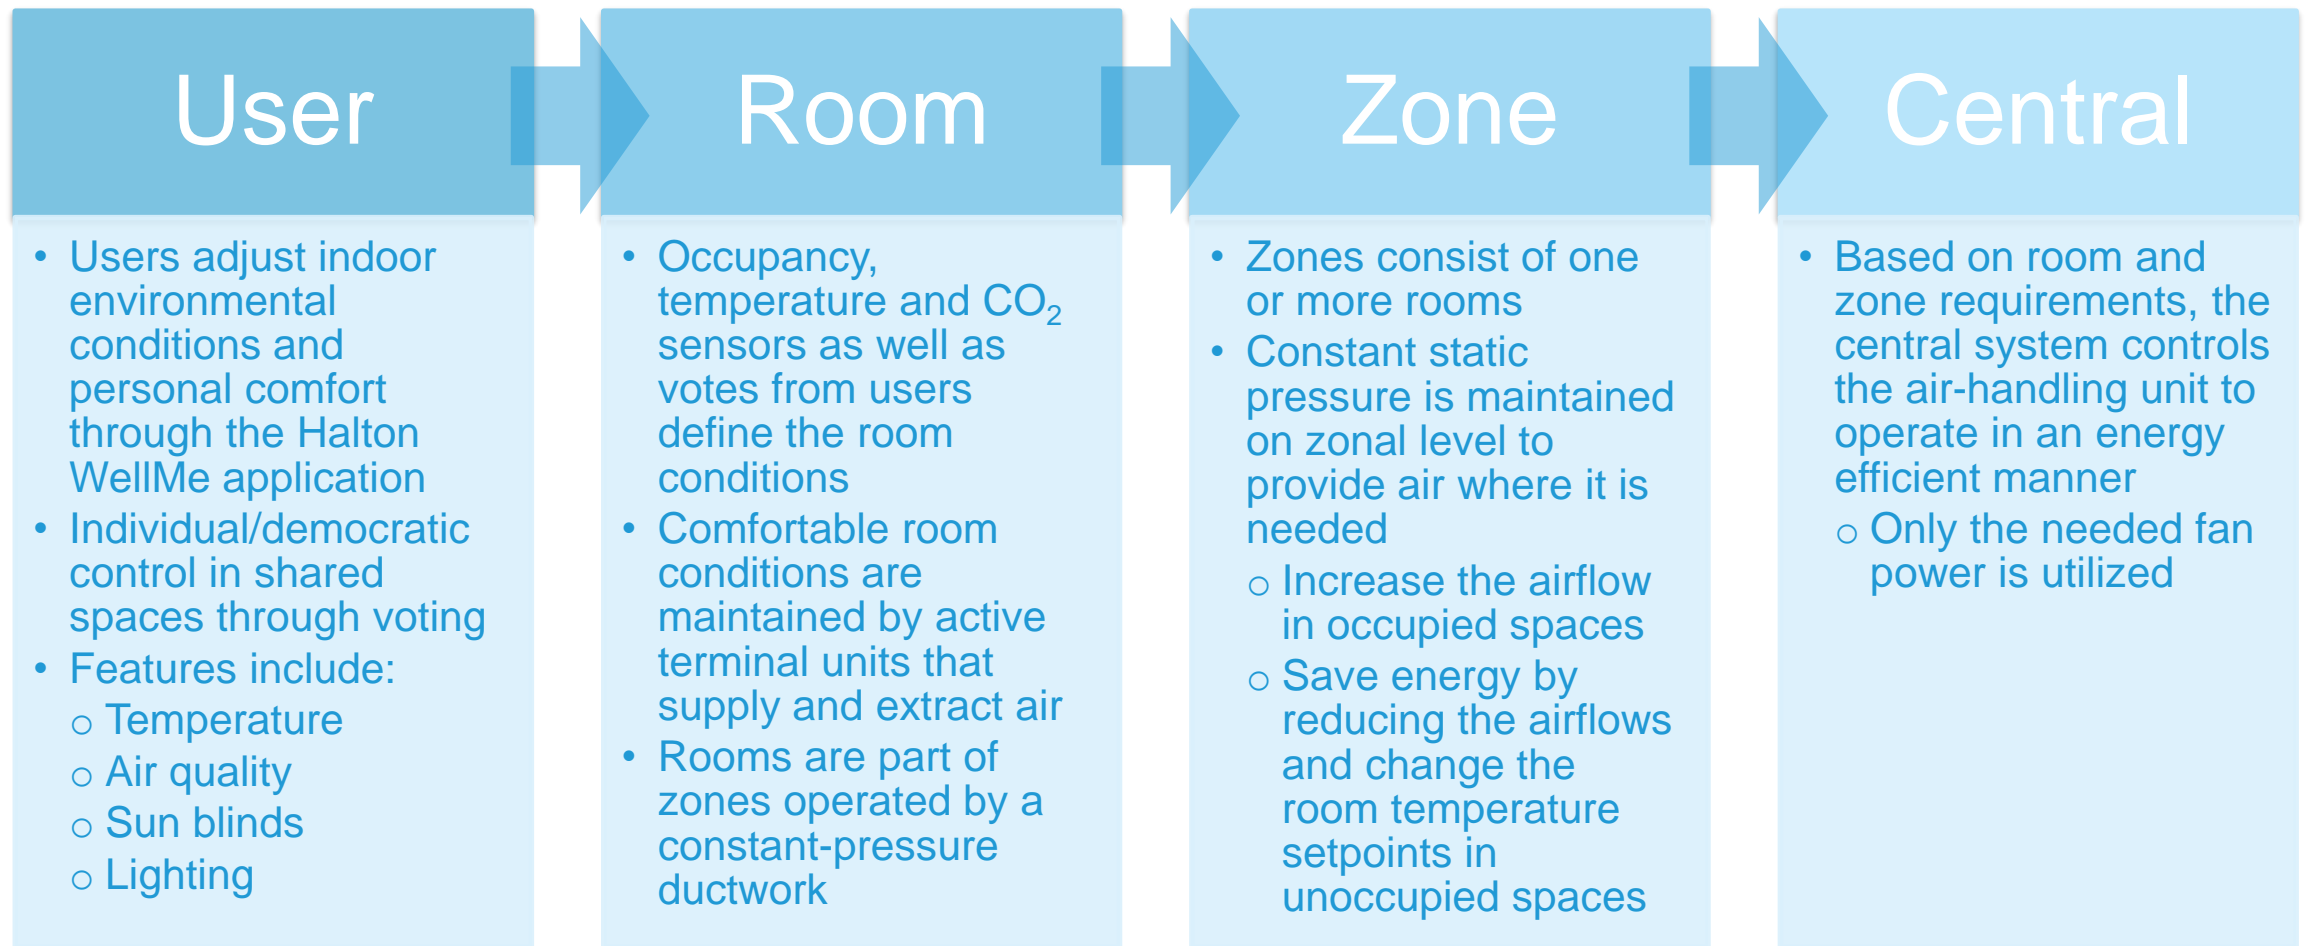 User
• Users adjust indoor
environmental
conditions and
personal comfort
through the Halton
WellMe application
• Individual/democratic
control in shared
spaces through voting
• Features include:
o Temperature
o Air quality
o Sun blinds
o Lighting
Room
• Occupancy,
temperature and CO₂
sensors as well as
votes from users
define the room
conditions
• Comfortable room
conditions are
maintained by active
terminal units that
supply and extract air
• Rooms are part of
zones operated by a
constant-pressure
ductwork
Zone
• Zones consist of one
or more rooms
• Constant static
pressure is maintained
on zonal level to
provide air where it is
needed
o Increase the airflow
in occupied spaces
o Save energy by
reducing the airflows
and change the
room temperature
setpoints in
unoccupied spaces
Central
• Based on room and
zone requirements, the
central system controls
the air-handling unit to
operate in an energy
efficient manner
o Only the needed fan
power is utilized